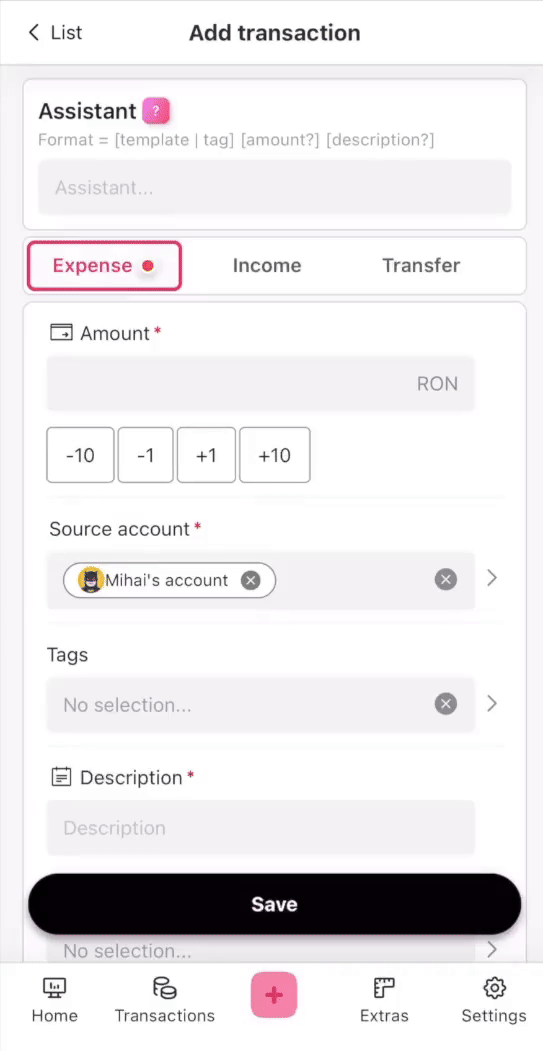 List
Add transaction
Assistant ?
Format = [template | tag] [amount?] [description?]
Assistant...
Expense
Income
Transfer
Amount *
RON
-10
-1
+1
+10
Source account *
Mihai's account
Tags
No selection...
Description *
Description
Save
No selection...
Home
Transactions
+
Extras
Settings